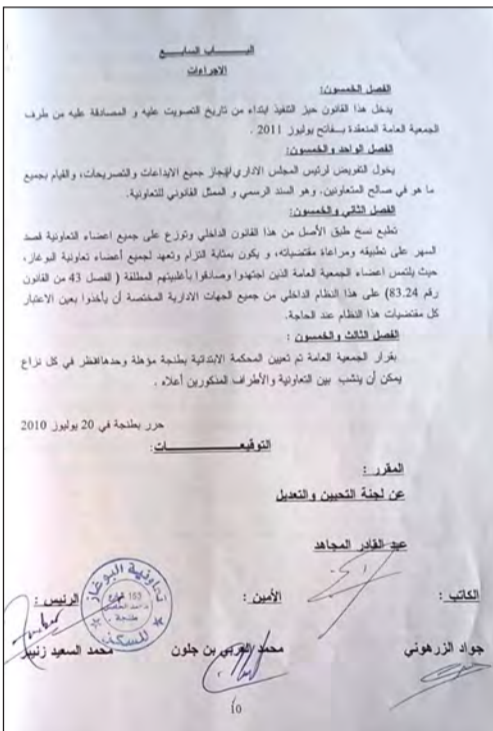 البــــــاب الســابــــع
الاجراءات
الفصل الخمسون:
يدخل هذا القانون حيز التنفيذ ابتداء من تاريخ التصويت عليه و المصادقة عليه من طرف
الجمعية العامة المنعقدة بــفاتح يوليوز 2011 .
الفصل الواحد والخمسون:
يخول التفويض لرئيس المجلس الاداري لإنجاز جميع الايداعات والتصريحات، والقيام بجميع
ما هو في صالح المتعاونين. وهو السند الرسمي و الممثل القانوني للتعاونية.
الفصل الثاني والخمسون:
تطبع نسخ طبق الأصل من هذا القانون الداخلي وتوزع على جميع اعضاء التعاونية قصد
السهر على تطبيقه ومراعاة مقتضياته، و يكون بمثابة التزام وتعهد لجميع أعضاء تعاونية البوغاز،
حيث يلتمس اعضاء الجمعية العامة الذين اجتهدوا وصادقوا بأغلبيتهم المطلقة ( الفصل 43 من القانون
رقم 83.24) على هذا النظام الداخلي من جميع الجهات الادارية المختصة أن يأخذوا بعين الاعتبار
كل مقتضيات هذا النظام عند الحاجة.
الفصل الثالث والخمسون :
بقرار الجمعية العامة تم تعيين المحكمة الابتدائية بطنجة مؤهلة وحدها للنظر في كل نزاع
يمكن أن ينشب بين التعاونية والأطراف المذكورين أعلاه .
حرر بطنجة في 20 يوليوز 2010
التوقيعـــــــــات:
المقرر :
عن لجنة التحيين والتعديل
عبد القادر المجاهد
الكاتب :
الأمين :
الرئيس :
جواد الزرهوني
محمد العربي بن جلون
محمد السعيد زنيبر
تعاونية البوغاز
طنجة
للسكن
10